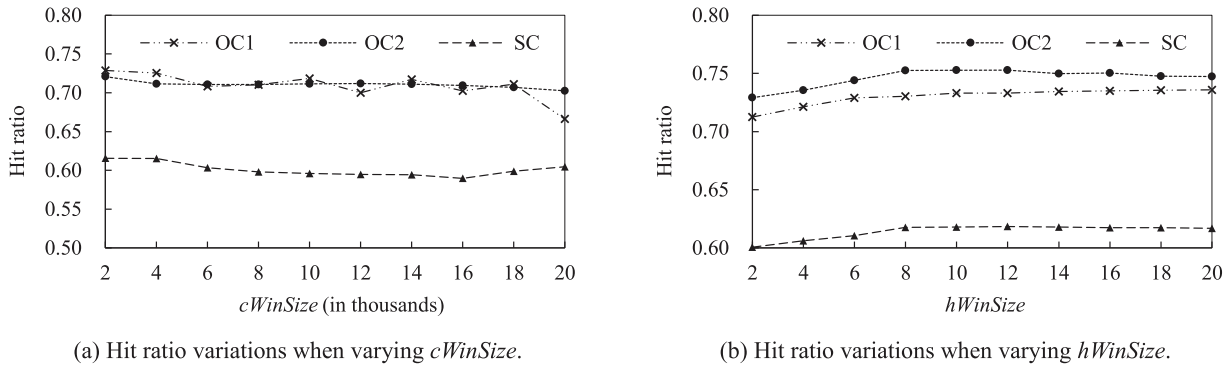 0.80
OC1 OC2 SC
0.75
0.70
0.65
0.60
0.55
0.50
Hit ratio
2 4 6 8 10 12 14 16 18 20
cWinSize (in thousands)
(a) Hit ratio variations when varying cWinSize.
0.80
OC1 OC2 SC
0.75
0.70
0.65
0.60
Hit ratio
2 4 6 8 10 12 14 16 18 20
hWinSize
(b) Hit ratio variations when varying hWinSize.